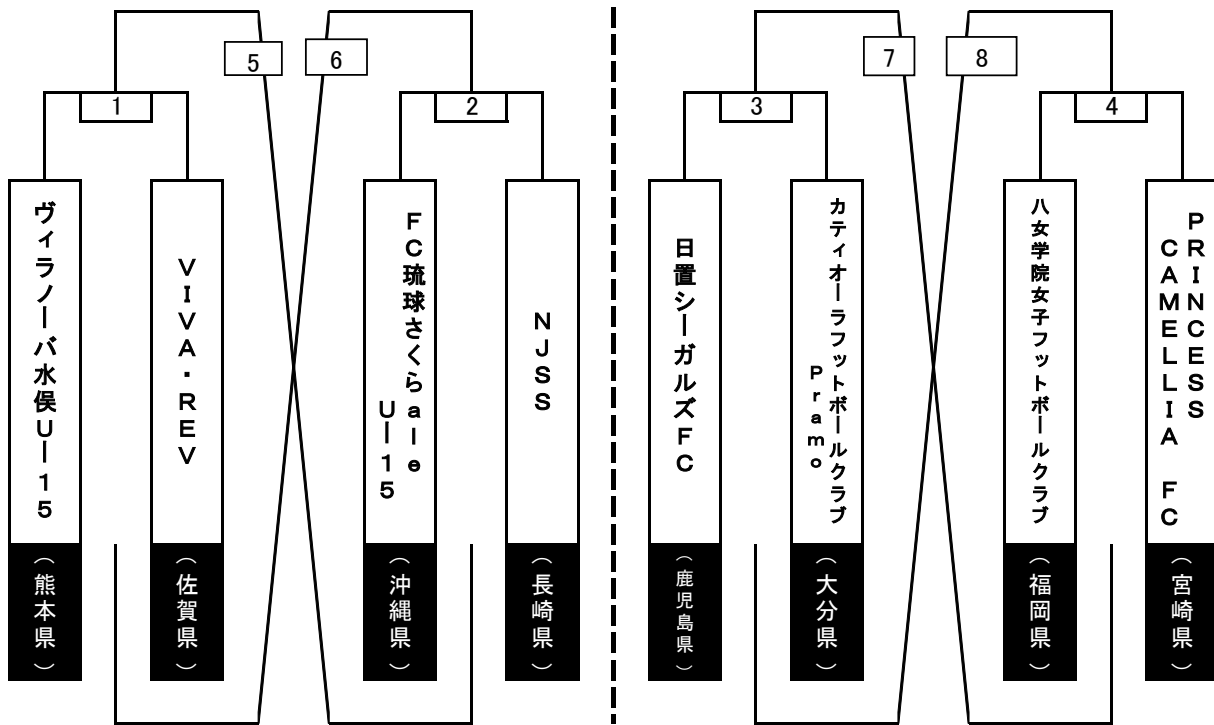 5
6
7
8
1
2
3
4
ヴィラノーバ水俣U－15
VIVA・REV
FC琉球さくらale
U－15
NJSS
日置シーガルズFC
カティオーラフットボールクラブ
Pramo
八女学院女子フットボールクラブ
PRINCESS
CAMELLIA FC
（熊本県）
（佐賀県）
（沖縄県）
（長崎県）
（鹿児島県）
（大分県）
（福岡県）
（宮崎県）